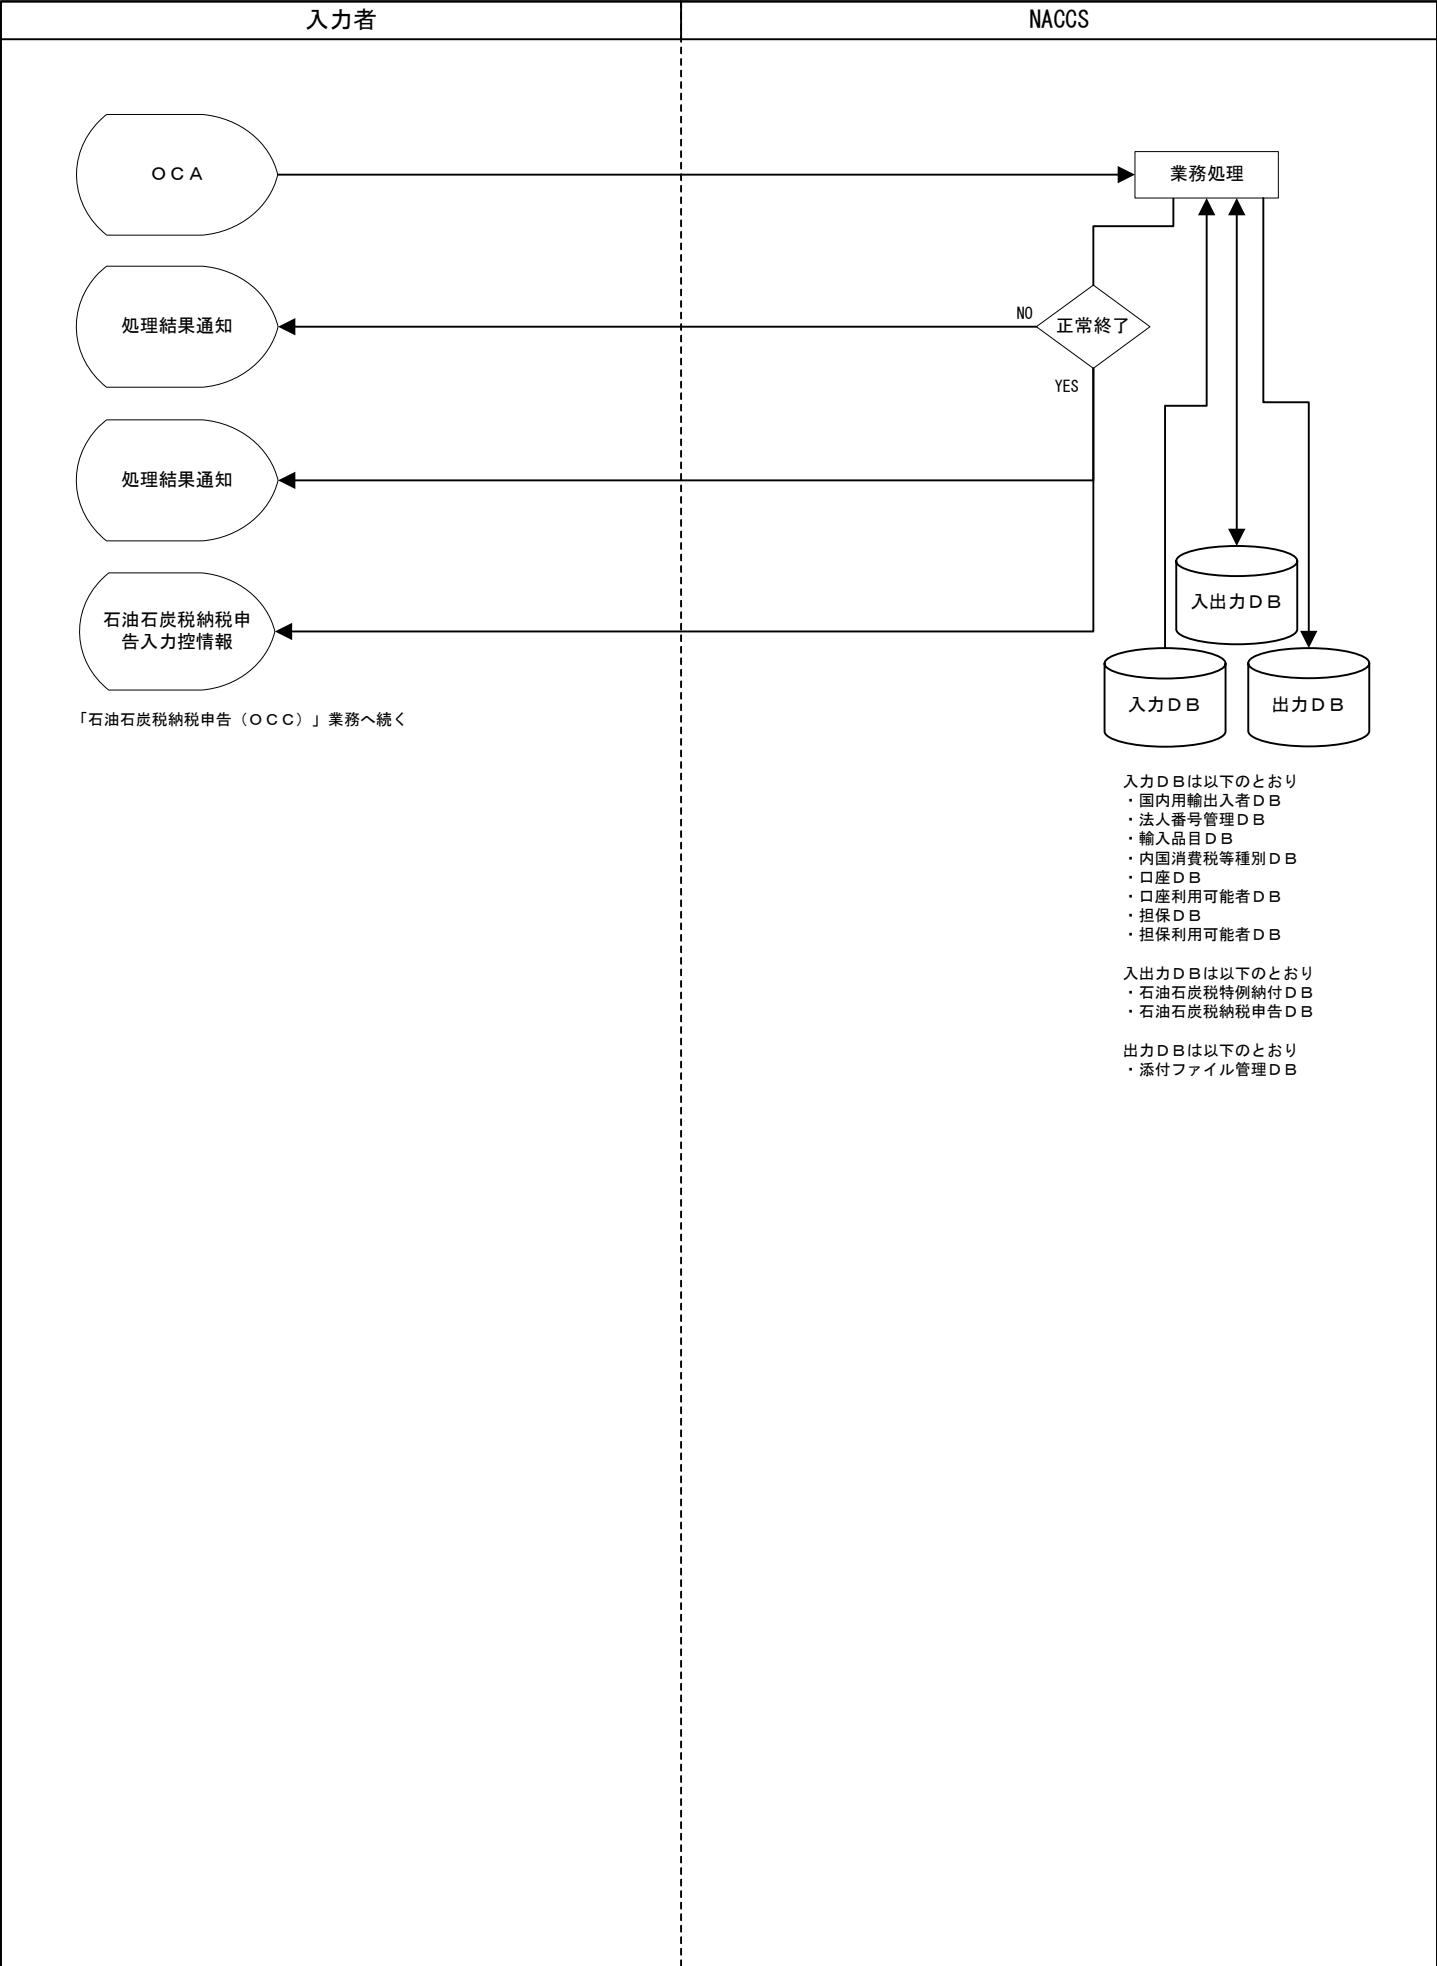 入力者
NACCS
ＯＣＡ
業務処理
処理結果通知
NO
正常終了
YES
処理結果通知
石油石炭税納税申
告入力控情報
入出力ＤＢ
入力ＤＢ
出力ＤＢ
「石油石炭税納税申告（ＯＣＣ）」業務へ続く
入力ＤＢは以下のとおり
・国内用輸出入者ＤＢ
・法人番号管理ＤＢ
・輸入品目ＤＢ
・内国消費税等種別ＤＢ
・口座ＤＢ
・口座利用可能者ＤＢ
・担保ＤＢ
・担保利用可能者ＤＢ
入出力ＤＢは以下のとおり
・石油石炭税特例納付ＤＢ
・石油石炭税納税申告ＤＢ
出力ＤＢは以下のとおり
・添付ファイル管理ＤＢ